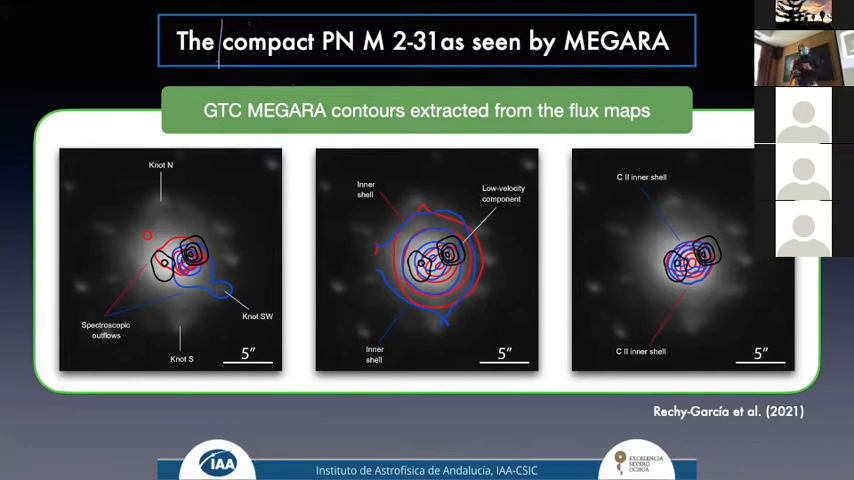 The compact PN M 2-31as seen by MEGARA
GTC MEGARA contours extracted from the flux maps
Knot N
Spectroscopic
outflows
Knot SW
Knot S
5”
Inner
shell
Low-velocity
component
Inner
shell
5”
C II inner shell
C II inner shell
5”
Rechy-García et al. (2021)
IAA
Instituto de Astrofísica de Andalucía, IAA-CSIC
EXCELENCIA
SEVERO
OCHOA